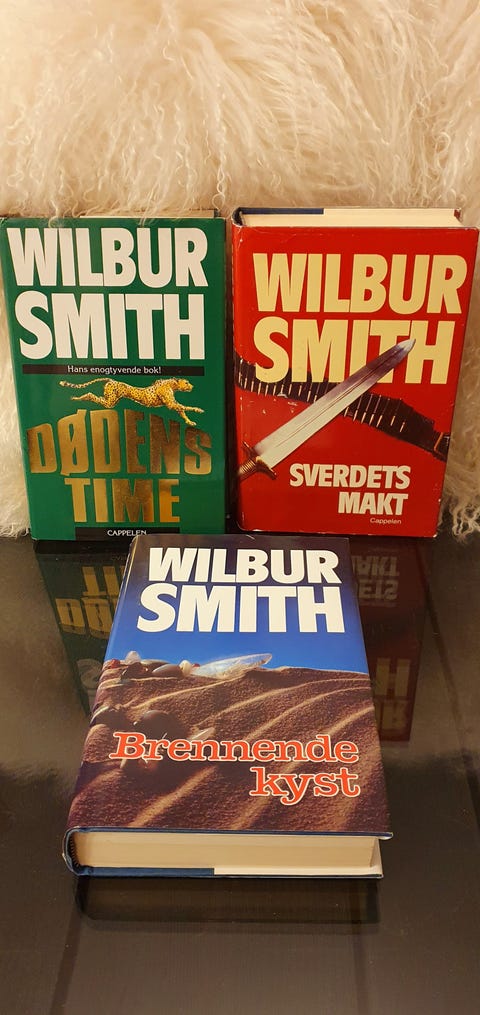 WILBUR
SMITH
Hans enogtyvende bok!
DØDENS
TIME
CAPPELEN
WILBUR
SMITH
SVERDETS
MAKT
Cappelen
WILBUR
SMITH
Brennende
kyst